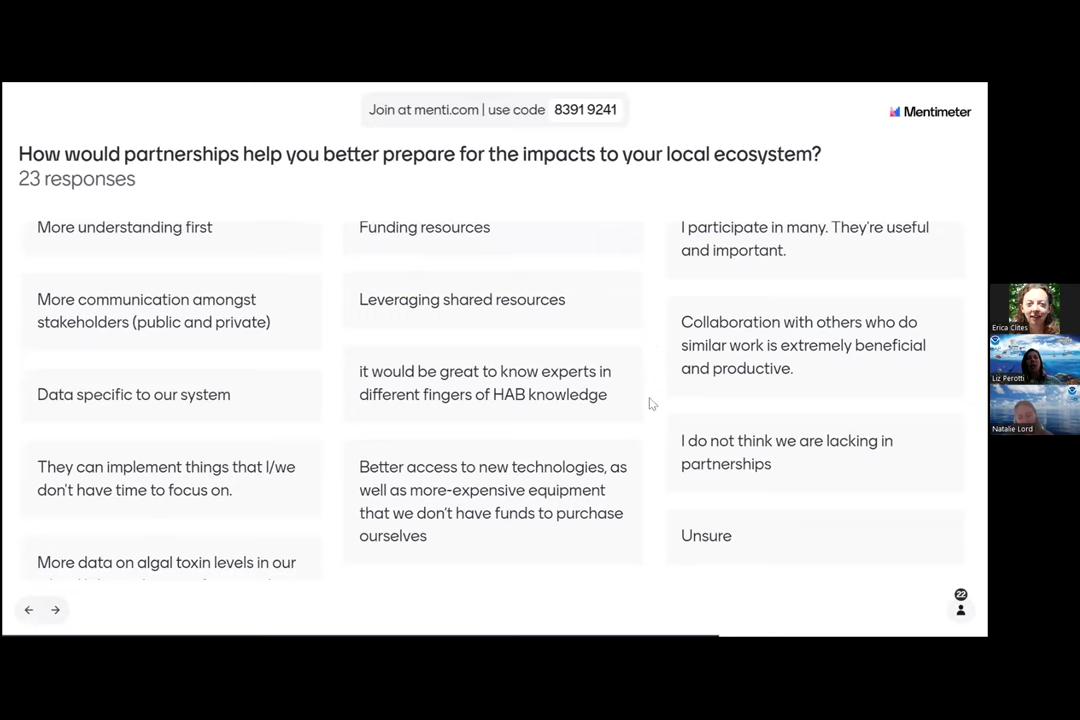 Join at menti.com | use code 8391 9241
Mentimeter
How would partnerships help you better prepare for the impacts to your local ecosystem?
23 responses
More understanding first
More communication amongst
stakeholders (public and private)
Data specific to our system
They can implement things that I/we
don't have time to focus on.
More data on algal toxin levels in our
Funding resources
Leveraging shared resources
it would be great to know experts in
different fingers of HAB knowledge
Better access to new technologies, as
well as more-expensive equipment
that we don't have funds to purchase
ourselves
I participate in many. They're useful
and important.
Collaboration with others who do
similar work is extremely beneficial
and productive.
I do not think we are lacking in
partnerships
Unsure
22
Erica Clites
Liz Perotti
Natalie Lord